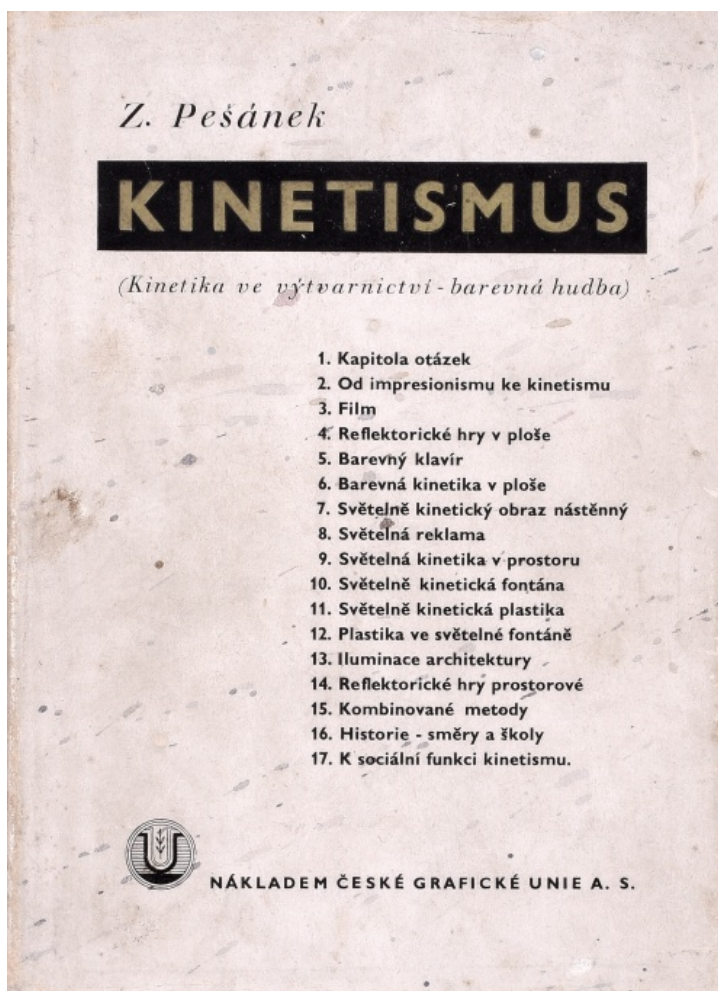 Z. Pešánek
KINETISMUS
(Kinetika ve výtvarnictví - barevná hudba)
1. Kapitola otázek
2. Od impresionismu ke kinetismu
3. Film
4. Reflektorické hry v ploše
5. Barevný klavír
6. Barevná kinetika v ploše
7. Světelně kinetický obraz nástěnný
8. Světelná reklama
9. Světelná kinetika v prostoru
10. Světelně kinetická fontána
11. Světelně kinetická plastika
12. Plastika ve světelné fontáně
13. Iluminace architektury
14. Reflektorické hry prostorové
15. Kombinované metody
16. Historie - směry a školy
17. K sociální funkci kinetismu.
NÁKLADEM ČESKÉ GRAFICKÉ UNIE A. S.